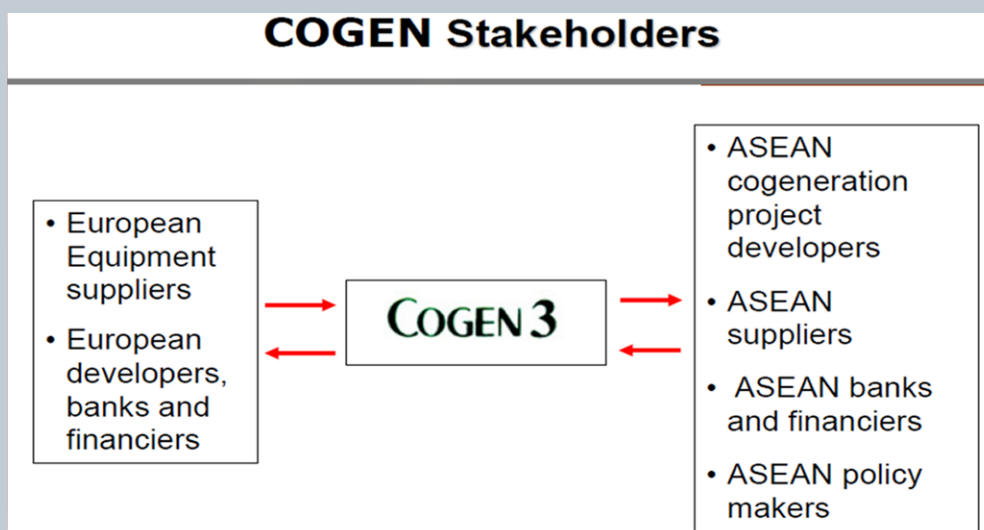 COGEN Stakeholders
• European
Equipment
suppliers
• European
developers,
banks and
financiers
COGEN 3
• ASEAN
cogeneration
project
developers
• ASEAN
suppliers
• ASEAN banks
and financiers
• ASEAN policy
makers